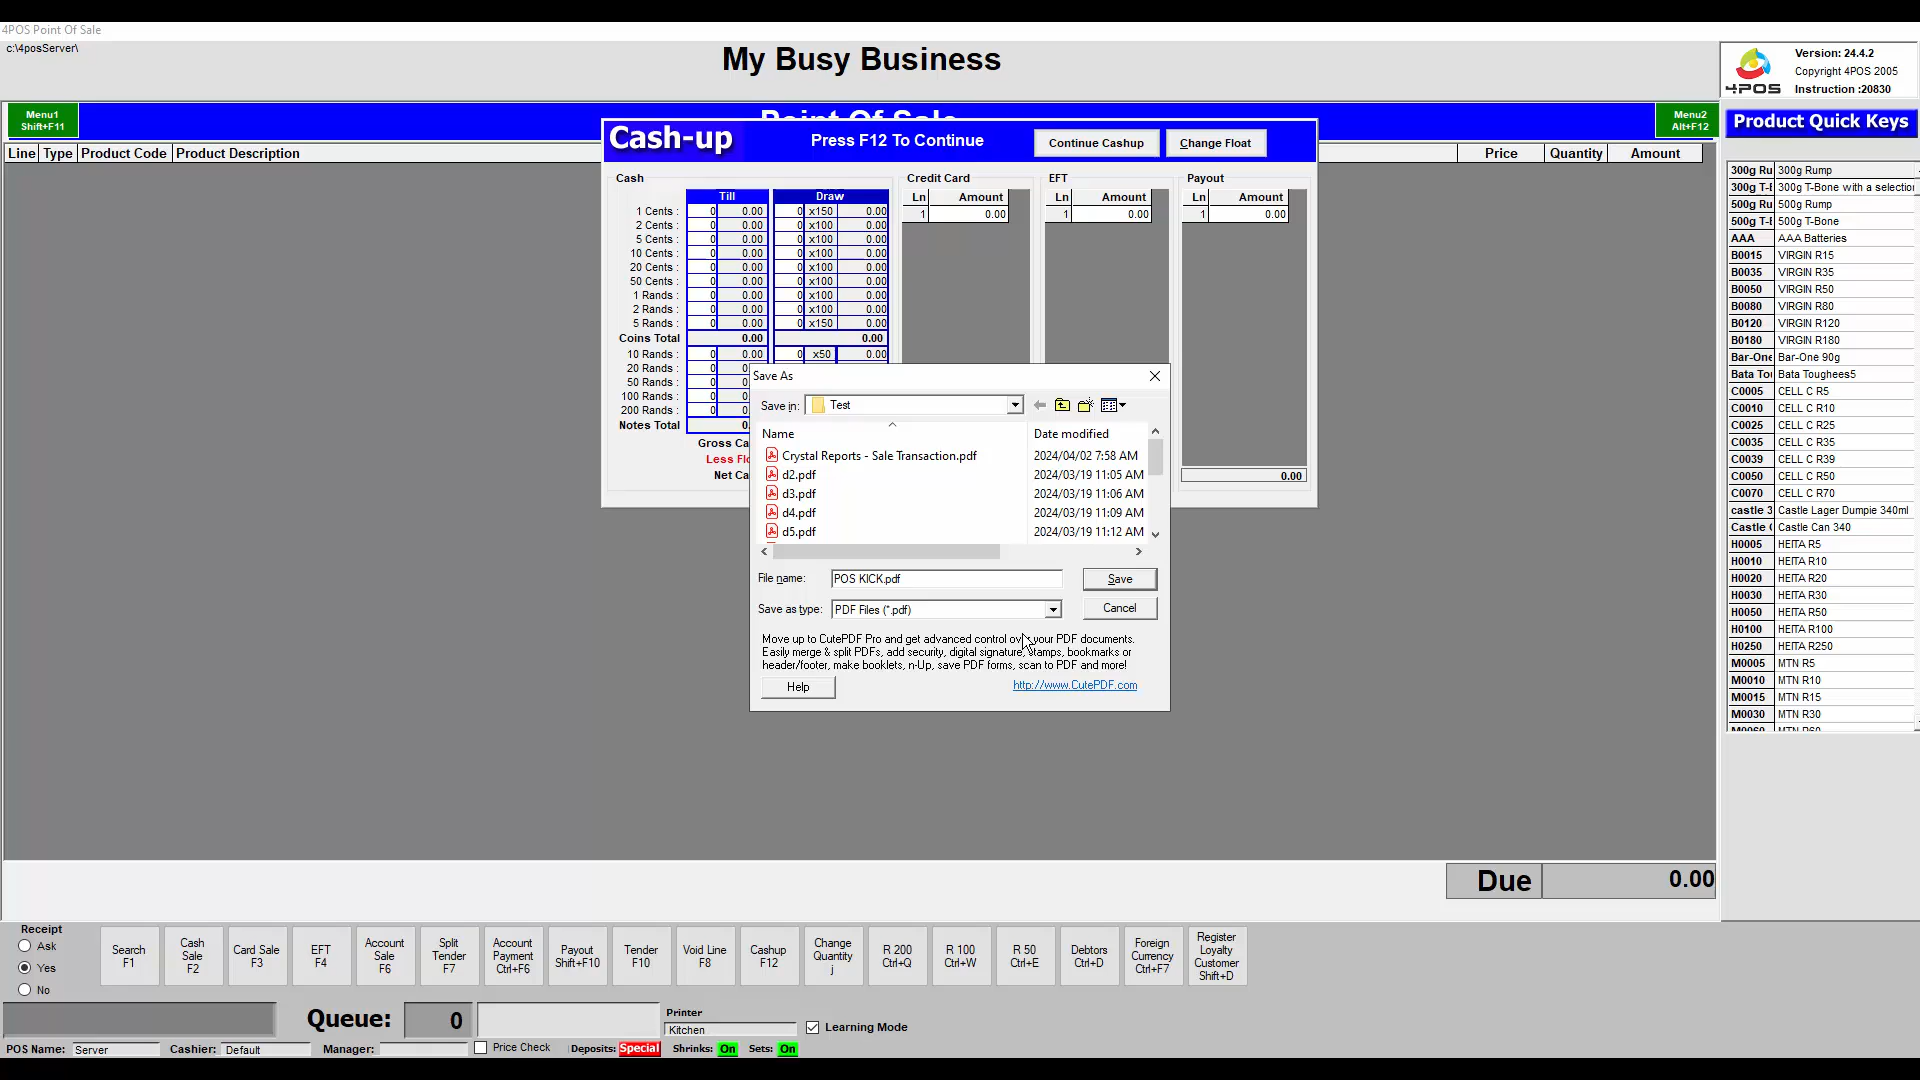 4POS Point Of Sale
c:\4posServer\
My Busy Business
4POS
Version: 24.4.2
Copyright 4POS 2005
Instruction :20830
Menu1
Shift+F11
Point Of Sale
Menu2
Alt+F12
Product Quick Keys
Line Type Product Code Product Description Price Quantity Amount
Cash-up Press F12 To Continue Continue Cashup Change Float
Cash Credit Card EFT Payout
Till Draw Ln Amount Ln Amount Ln Amount
1 Cents : 0 0.00 0 x150 0.00 1 0.00 1 0.00 1 0.00
2 Cents : 0 0.00 0 x100 0.00
5 Cents : 0 0.00 0 x100 0.00
10 Cents : 0 0.00 0 x100 0.00
20 Cents : 0 0.00 0 x100 0.00
50 Cents : 0 0.00 0 x100 0.00
1 Rands : 0 0.00 0 x100 0.00
2 Rands : 0 0.00 0 x100 0.00
5 Rands : 0 0.00 0 x150 0.00
Coins Total 0.00 0.00
10 Rands : 0 0.00 0 x50 0.00
20 Rands : 0 0.
50 Rands : 0 0.
100 Rands : 0 0.
200 Rands : 0 0.
Notes Total 0.
Gross Ca
Less Flo
Net Ca
0.00
Save As
Save in: Test
Name Date modified
Crystal Reports - Sale Transaction.pdf 2024/04/02 7:58 AM
d2.pdf 2024/03/19 11:05 AM
d3.pdf 2024/03/19 11:06 AM
d4.pdf 2024/03/19 11:09 AM
d5.pdf 2024/03/19 11:12 AM
File name: POS KICK.pdf Save
Save as type: PDF Files (*.pdf) Cancel
Move up to CutePDF Pro and get advanced control over your PDF documents.
Easily merge & split PDFs, add security, digital signature, stamps, bookmarks or
header/footer, make booklets, n-Up, save PDF forms, scan to PDF and more!
Help http://www.CutePDF.com
300g Ru 300g Rump
300g T-B 300g T-Bone with a selection
500g Ru 500g Rump
500g T-B 500g T-Bone
AAA AAA Batteries
B0015 VIRGIN R15
B0035 VIRGIN R35
B0050 VIRGIN R50
B0080 VIRGIN R80
B0120 VIRGIN R120
B0180 VIRGIN R180
Bar-One Bar-One 90g
Bata Tou Bata Toughees5
C0005 CELL C R5
C0010 CELL C R10
C0025 CELL C R25
C0035 CELL C R35
C0039 CELL C R39
C0050 CELL C R50
C0070 CELL C R70
castle 3 Castle Lager Dumpie 340ml
Castle C Castle Can 340
H0005 HEITA R5
H0010 HEITA R10
H0020 HEITA R20
H0030 HEITA R30
H0050 HEITA R50
H0100 HEITA R100
H0250 HEITA R250
M0005 MTN R5
M0010 MTN R10
M0015 MTN R15
M0030 MTN R30
M0060 MTN R60
Due 0.00
Receipt
Ask
Yes
No
Search
F1
Cash
Sale
F2
Card Sale
F3
EFT
F4
Account
Sale
F6
Split
Tender
F7
Account
Payment
Ctrl+F6
Payout
Shift+F10
Tender
F10
Void Line
F8
Cashup
F12
Change
Quantity
j
R 200
Ctrl+Q
R 100
Ctrl+W
R 50
Ctrl+E
Debtors
Ctrl+D
Foreign
Currency
Ctrl+F7
Register
Loyalty
Customer
Shift+D
Queue: 0
Printer
Kitchen
Learning Mode
POS Name: Server Cashier: Default Manager: Price Check Deposits: Special Shrinks: On Sets: On